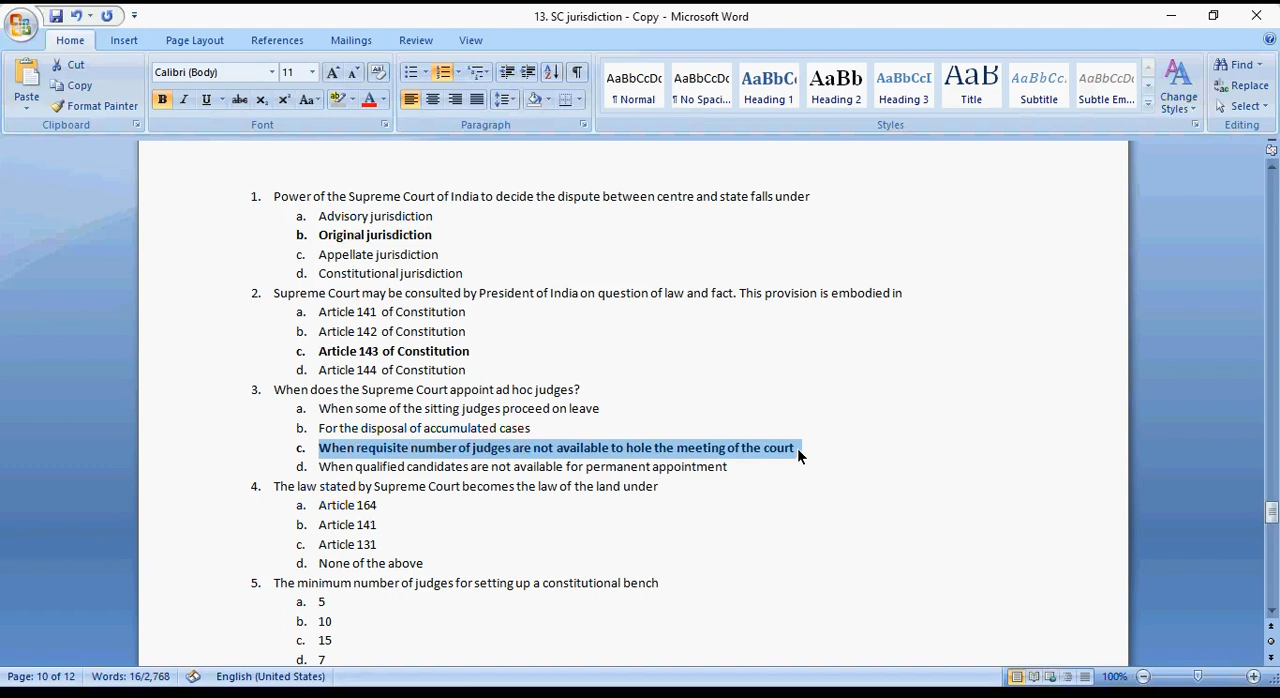 13. SC jurisdiction - Copy - Microsoft Word
Home Insert Page Layout References Mailings Review View
Paste
Cut
Copy
Format Painter
Clipboard
Calibri (Body) 11
B I U abc X₂ X² Aa
Font
Paragraph
AaBbCcDc AaBbCcDc AaBbC AaBb AaBbCcI AaB AaBbCc. AaBbCcDc
¶ Normal ¶ No Spaci... Heading 1 Heading 2 Heading 3 Title Subtitle Subtle Em...
Styles
Change Styles
Find
Replace
Select
Editing
1. Power of the Supreme Court of India to decide the dispute between centre and state falls under
a. Advisory jurisdiction
b. Original jurisdiction
c. Appellate jurisdiction
d. Constitutional jurisdiction
2. Supreme Court may be consulted by President of India on question of law and fact. This provision is embodied in
a. Article 141 of Constitution
b. Article 142 of Constitution
c. Article 143 of Constitution
d. Article 144 of Constitution
3. When does the Supreme Court appoint ad hoc judges?
a. When some of the sitting judges proceed on leave
b. For the disposal of accumulated cases
c. When requisite number of judges are not available to hole the meeting of the court
d. When qualified candidates are not available for permanent appointment
4. The law stated by Supreme Court becomes the law of the land under
a. Article 164
b. Article 141
c. Article 131
d. None of the above
5. The minimum number of judges for setting up a constitutional bench
a. 5
b. 10
c. 15
d. 7
Page: 10 of 12 Words: 16/2,768 English (United States) 100%